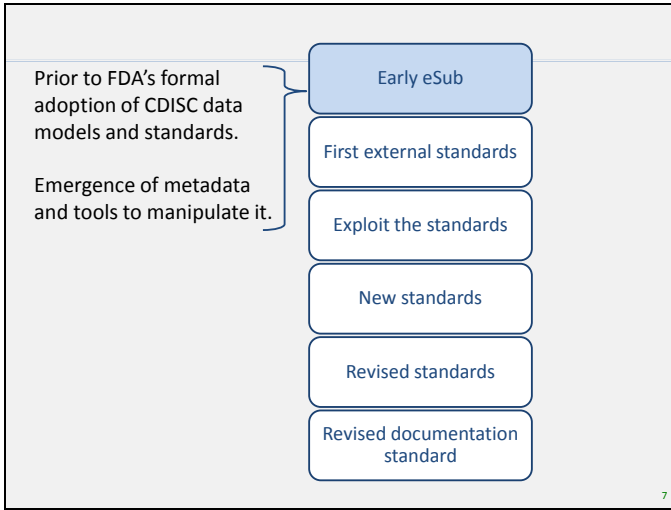 Prior to FDA's formal
adoption of CDISC data
models and standards.
Emergence of metadata
and tools to manipulate it.
Early eSub
First external standards
Exploit the standards
New standards
Revised standards
Revised documentation
standard
7